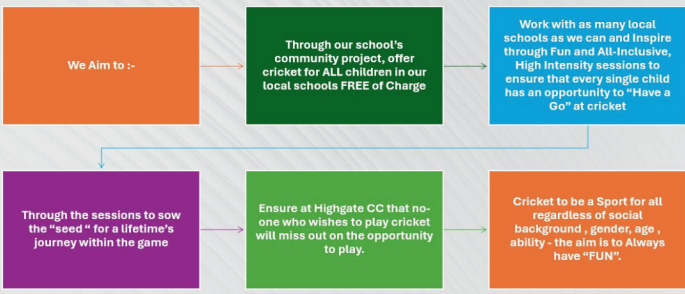 We Aim to :-
Through our school's
community project, offer
cricket for ALL children in our
local schools FREE of Charge
Work with as many local
schools as we can and Inspire
through Fun and All-Inclusive,
High Intensity sessions to
ensure that every single child
has an opportunity to “Have a
Go” at cricket
Through the sessions to sow
the “seed “ for a lifetime’s
journey within the game
Ensure at Highgate CC that no-
one who wishes to play cricket
will miss out on the opportunity
to play.
Cricket to be a Sport for all
regardless of social
background , gender, age ,
ability - the aim is to Always
have “FUN”.